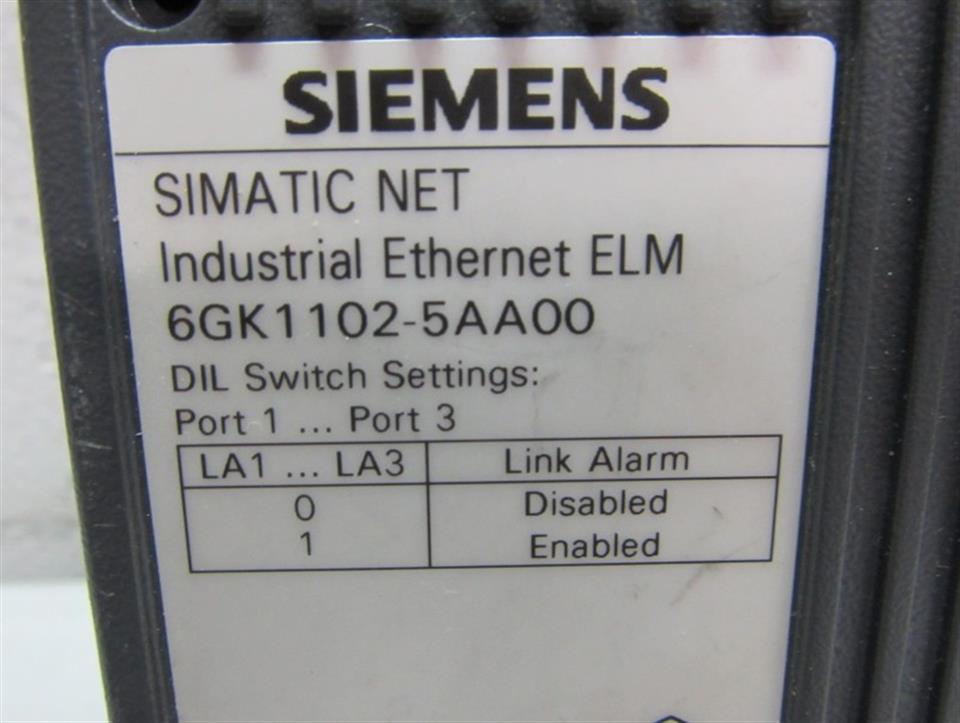 SIEMENS
SIMATIC NET
Industrial Ethernet ELM
6GK1102-5AA00
DIL Switch Settings:
Port 1 ... Port 3
LA1 ... LA3 Link Alarm
0 Disabled
1 Enabled